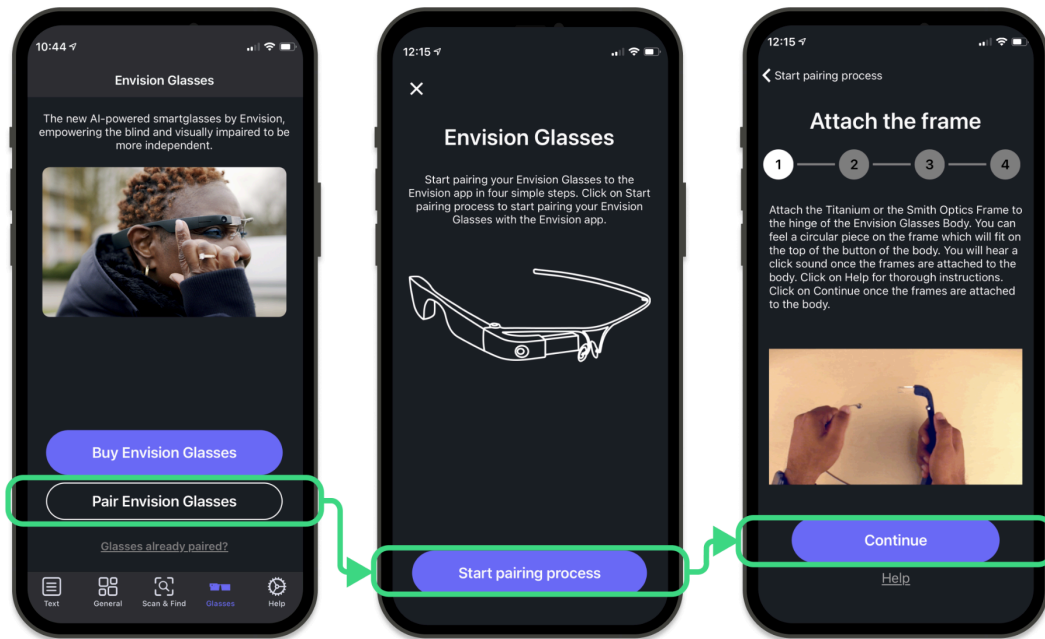 10:44
Envision Glasses
The new AI-powered smartglasses by Envision,
empowering the blind and visually impaired to be
more independent.
Buy Envision Glasses
Pair Envision Glasses
Glasses already paired?
Text
General
Scan & Find
Glasses
Help
12:15
Envision Glasses
Start pairing your Envision Glasses to the
Envision app in four simple steps. Click on Start
pairing process to start pairing your Envision
Glasses with the Envision app.
Start pairing process
12:15
Start pairing process
Attach the frame
1
2
3
4
Attach the Titanium or the Smith Optics Frame to
the hinge of the Envision Glasses Body. You can
feel a circular piece on the frame which will fit on
the top of the button of the body. You will hear a
click sound once the frames are attached to the
body. Click on Help for thorough instructions.
Click on Continue once the frames are attached
to the body.
Continue
Help